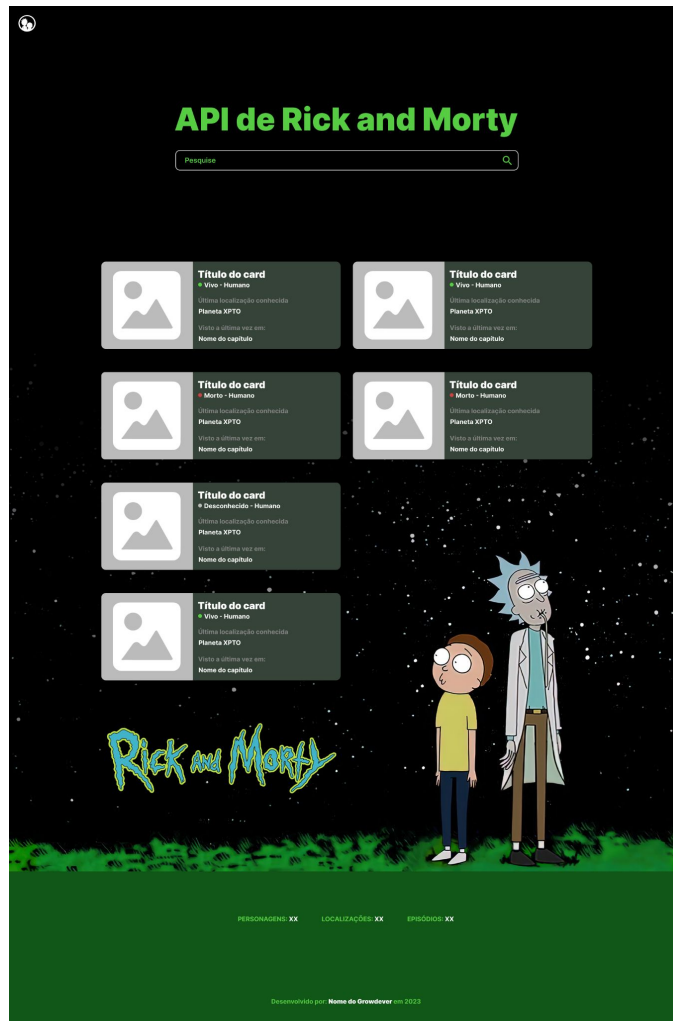 API de Rick and Morty
Pesquise
Título do card
Vivo - Humano
Última localização conhecida
Planeta XPTO
Visto a última vez em:
Nome do capítulo
Título do card
Vivo - Humano
Última localização conhecida
Planeta XPTO
Visto a última vez em:
Nome do capítulo
Título do card
Morto - Humano
Última localização conhecida
Planeta XPTO
Visto a última vez em:
Nome do capítulo
Título do card
Morto - Humano
Última localização conhecida
Planeta XPTO
Visto a última vez em:
Nome do capítulo
Título do card
Desconhecido - Humano
Última localização conhecida
Planeta XPTO
Visto a última vez em:
Nome do capítulo
Título do card
Vivo - Humano
Última localização conhecida
Planeta XPTO
Visto a última vez em:
Nome do capítulo
Rick and Morty
PERSONAGENS: XX LOCALIZAÇÕES: XX EPISÓDIOS: XX
Desenvolvido por: Nome do Growdever em 2023